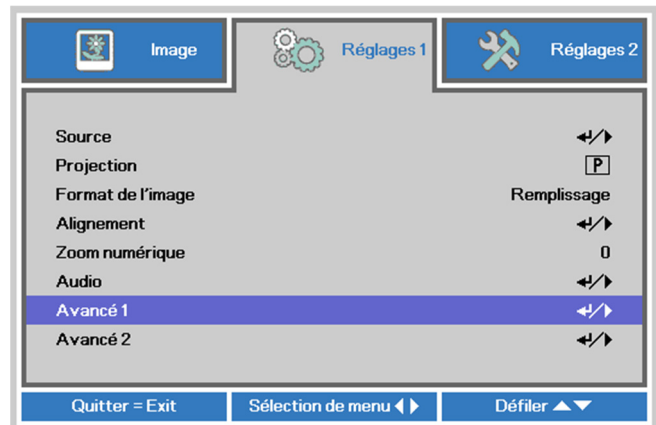 Image
Réglages 1
Réglages 2
Source
Projection P
Format de l'image Remplissage
Alignement
Zoom numérique 0
Audio
Avancé 1
Avancé 2
Quitter = Exit
Sélection de menu
Défiler